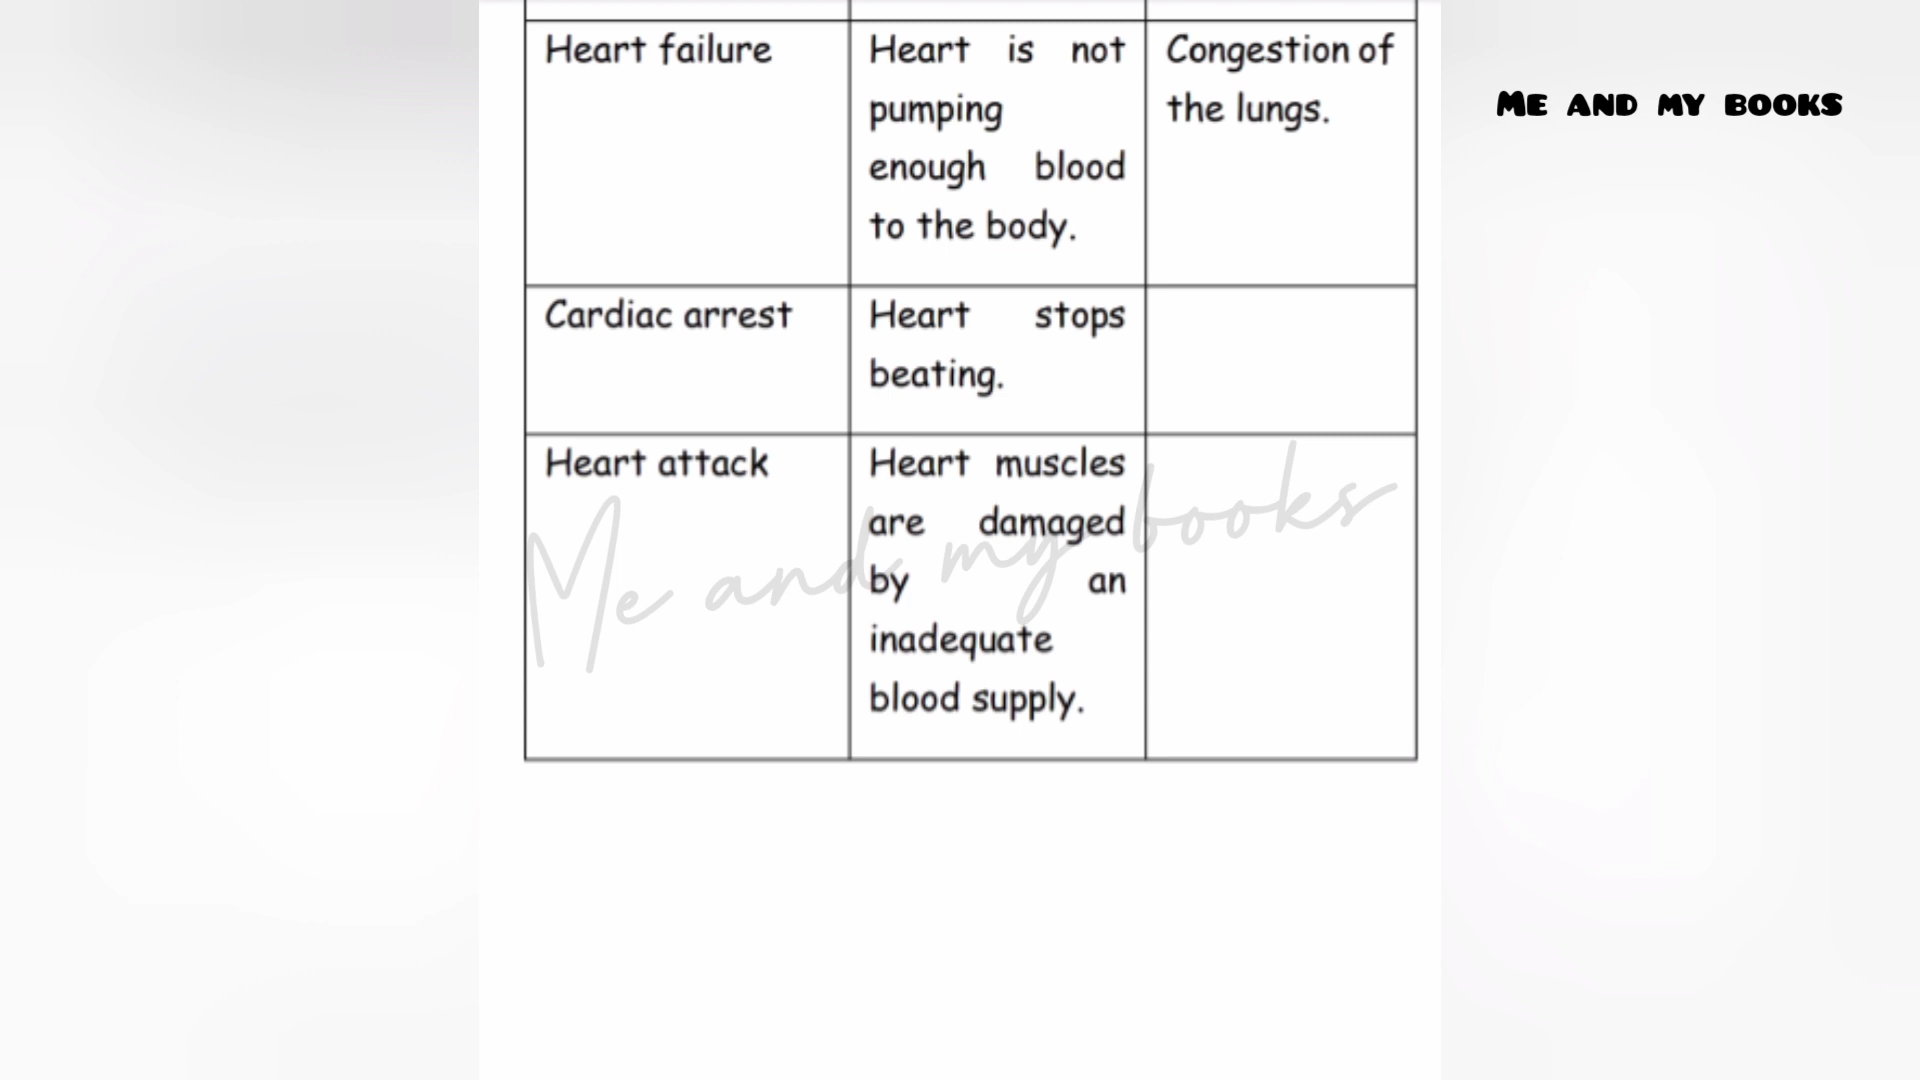 Heart failure
Heart is not
pumping
enough blood
to the body.
Congestion of
the lungs.
Cardiac arrest
Heart stops
beating.
Heart attack
Heart muscles
are damaged
by an
inadequate
blood supply.
Me and my books
ME AND MY BOOKS